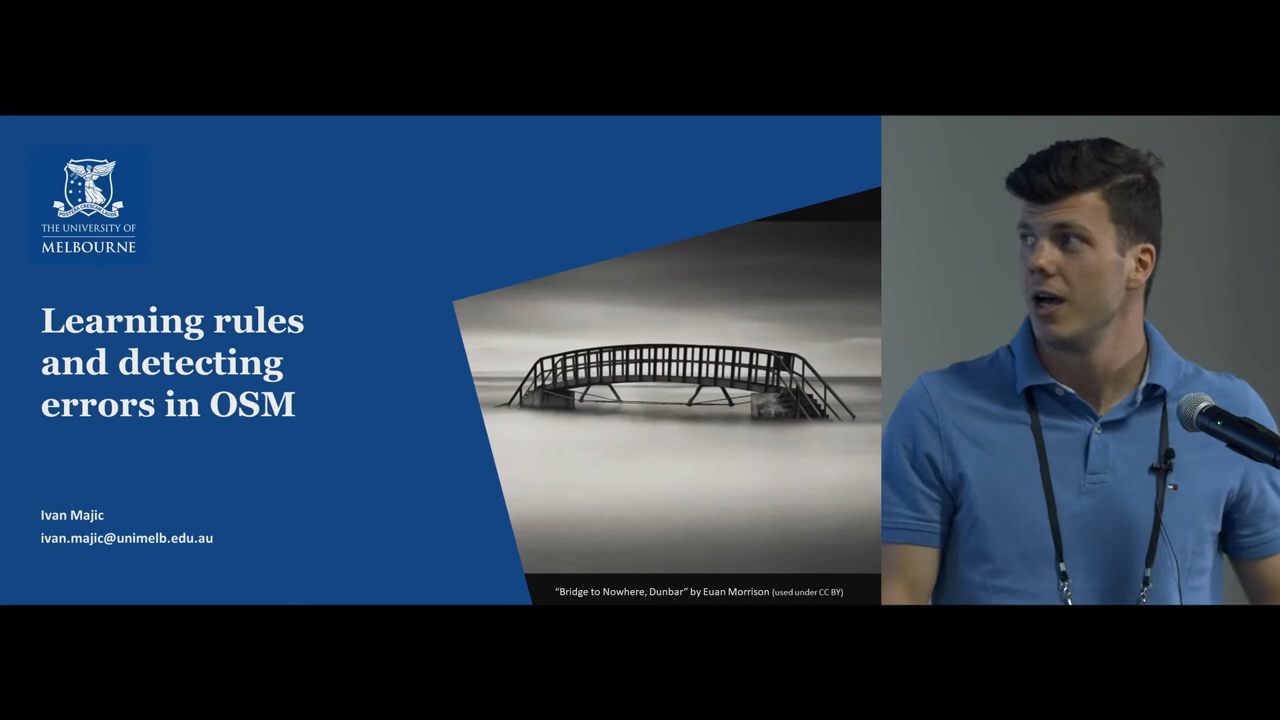 THE UNIVERSITY OF
MELBOURNE
Learning rules
and detecting
errors in OSM
Ivan Majic
ivan.majic@unimelb.edu.au
“Bridge to Nowhere, Dunbar” by Euan Morrison (used under CC BY)